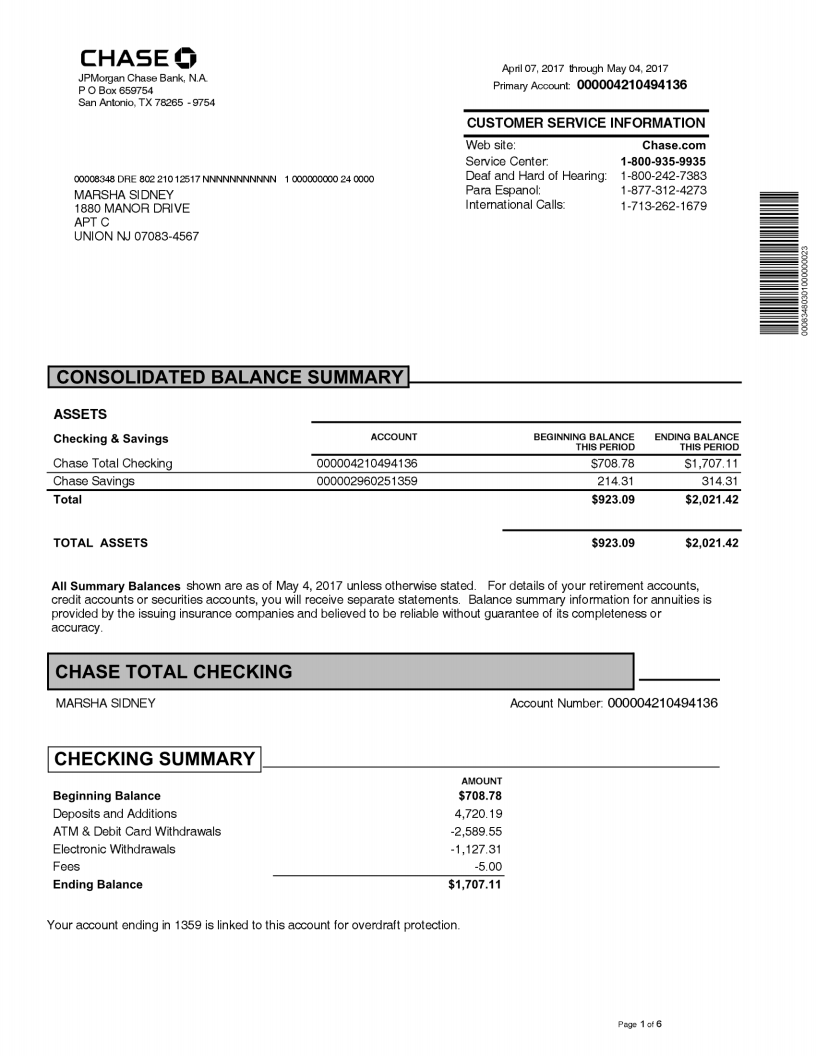 CHASE
JPMorgan Chase Bank, N.A.
P O Box 659754
San Antonio, TX 78265 - 9754
April 07, 2017 through May 04, 2017
Primary Account: 000004210494136
CUSTOMER SERVICE INFORMATION
Web site: Chase.com
Service Center: 1-800-935-9935
Deaf and Hard of Hearing: 1-800-242-7383
Para Espanol: 1-877-312-4273
International Calls: 1-713-262-1679
00008348 DRE 802 210 12517 NNNNNNNNNNN 1 000000000 24 0000
MARSHA SIDNEY
1880 MANOR DRIVE
APT C
UNION NJ 07083-4567
00083480301000000023
CONSOLIDATED BALANCE SUMMARY
ASSETS
Checking & Savings ACCOUNT BEGINNING BALANCE THIS PERIOD ENDING BALANCE THIS PERIOD
Chase Total Checking 000004210494136 $708.78 $1,707.11
Chase Savings 000002960251359 214.31 314.31
Total $923.09 $2,021.42
TOTAL ASSETS $923.09 $2,021.42
All Summary Balances shown are as of May 4, 2017 unless otherwise stated. For details of your retirement accounts,
credit accounts or securities accounts, you will receive separate statements. Balance summary information for annuities is
provided by the issuing insurance companies and believed to be reliable without guarantee of its completeness or
accuracy.
CHASE TOTAL CHECKING
MARSHA SIDNEY Account Number: 000004210494136
CHECKING SUMMARY
AMOUNT
Beginning Balance $708.78
Deposits and Additions 4,720.19
ATM & Debit Card Withdrawals -2,589.55
Electronic Withdrawals -1,127.31
Fees -5.00
Ending Balance $1,707.11
Your account ending in 1359 is linked to this account for overdraft protection.
Page 1 of 6